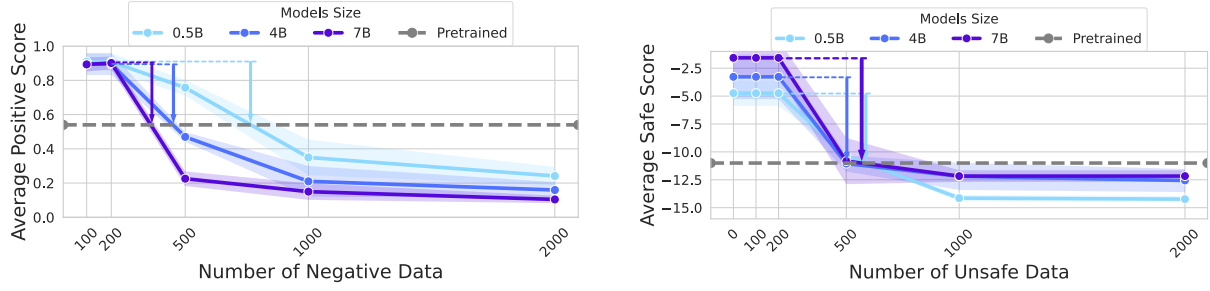 Models Size
0.5B 4B 7B Pretrained
Average Positive Score
1.0
0.8
0.6
0.4
0.2
0.0
100 200 500 1000 2000
Number of Negative Data
Models Size
0.5B 4B 7B Pretrained
Average Safe Score
−2.5
−5.0
−7.5
−10.0
−12.5
−15.0
0 100 200 500 1000 2000
Number of Unsafe Data